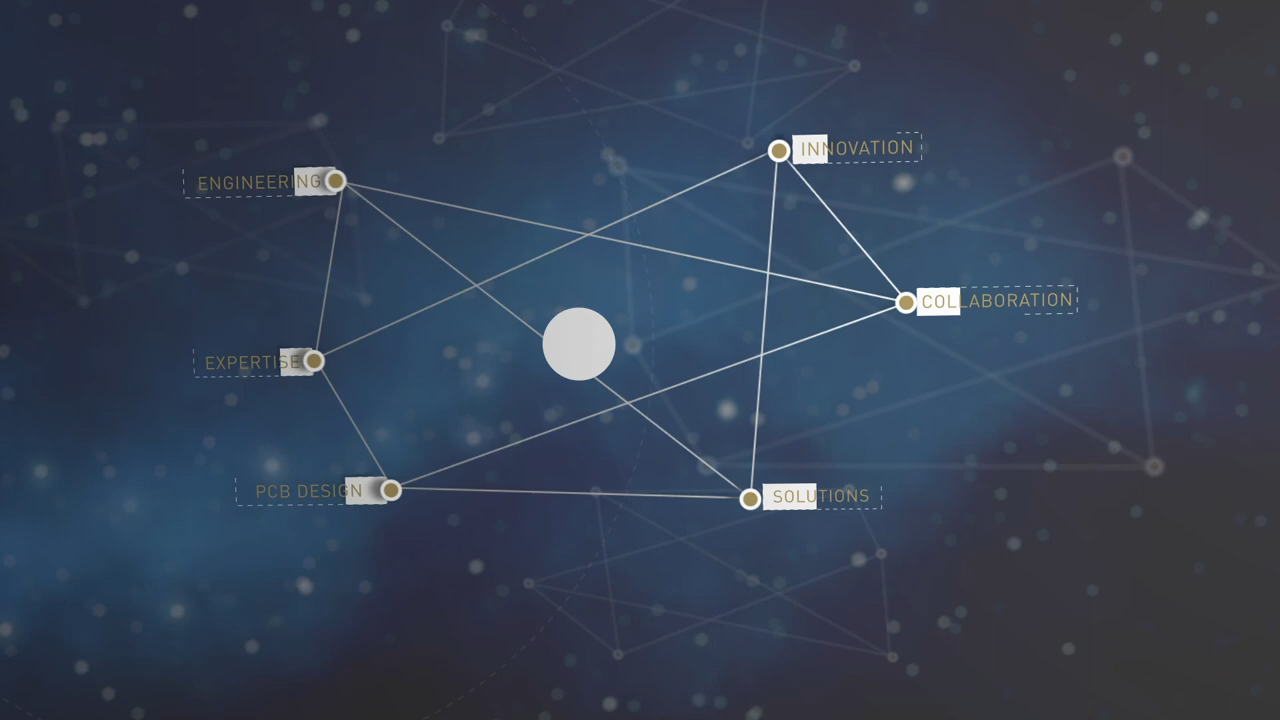 INNOVATION
ENGINEERING
COLLABORATION
EXPERTISE
PCB DESIGN
SOLUTIONS